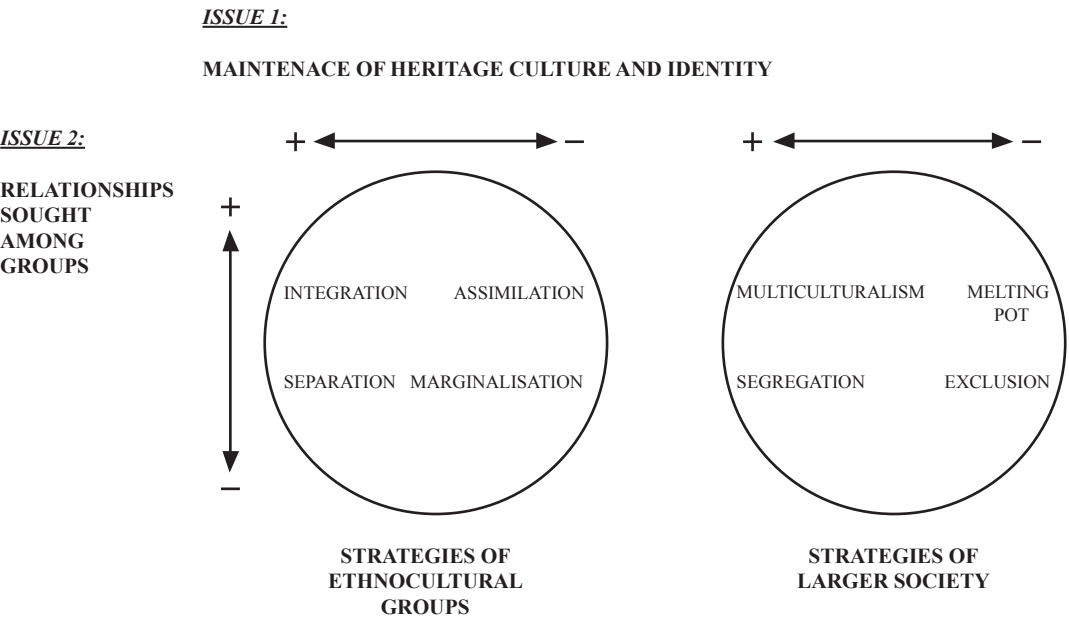 ISSUE 1:
MAINTENACE OF HERITAGE CULTURE AND IDENTITY
ISSUE 2:
+ –
+ –
RELATIONSHIPS
SOUGHT
AMONG
GROUPS
+
INTEGRATION ASSIMILATION
SEPARATION MARGINALISATION
–
MULTICULTURALISM MELTING
POT
SEGREGATION EXCLUSION
STRATEGIES OF
ETHNOCULTURAL
GROUPS
STRATEGIES OF
LARGER SOCIETY